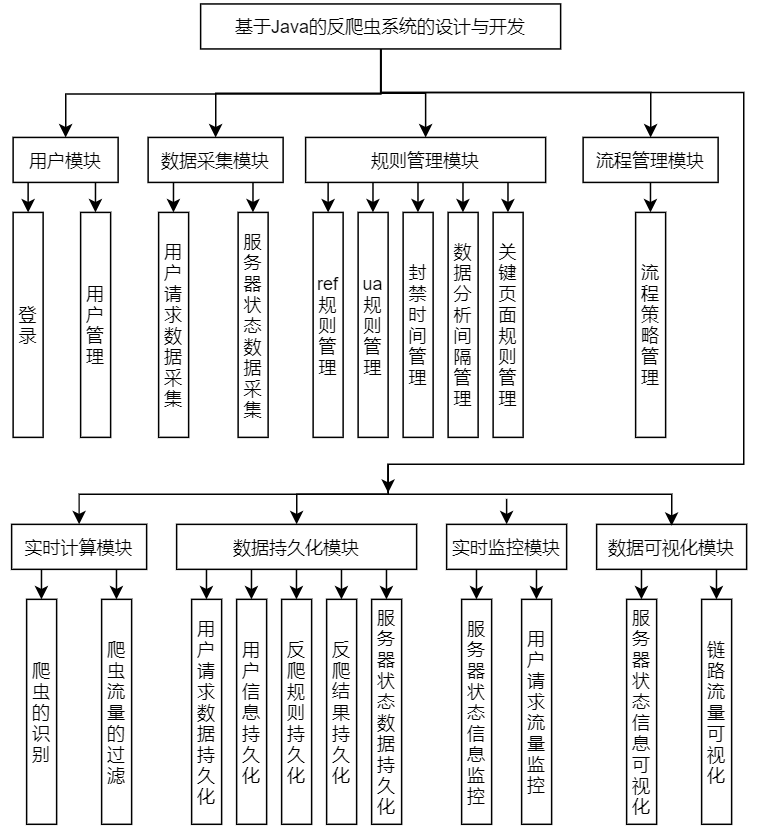 基于Java的反爬虫系统的设计与开发
用户模块
数据采集模块
规则管理模块
流程管理模块
登录
用户管理
用户请求数据采集
服务器状态数据采集
ref规则管理
ua规则管理
封禁时间管理
数据分析间隔管理
关键页面规则管理
流程策略管理
实时计算模块
数据持久化模块
实时监控模块
数据可视化模块
爬虫的识别
爬虫流量的过滤
用户请求数据持久化
用户信息持久化
反爬规则持久化
反爬结果持久化
服务器状态数据持久化
服务器状态信息监控
用户请求流量监控
服务器状态信息可视化
链路流量可视化